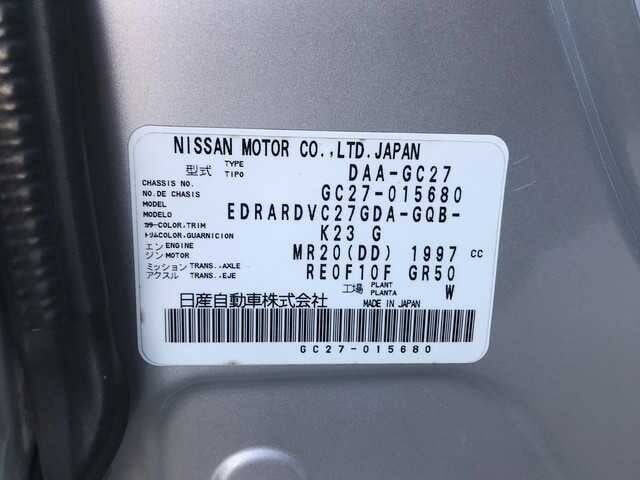 NISSAN MOTOR CO.,LTD.JAPAN
型式 TYPE TIPO DAA-GC27
CHASSIS NO. NO.DE CHASIS GC27-015680
MODEL MODELO EDRARDVC27GDA-GQB-
カラー COLOR,TRIM トリム COLOR,GUARNICION K23 G
エンジン ENGINE MOTOR MR20(DD) 1997 cc
ミッション アクスル TRANS.,AXLE TRANS.,EJE RE0F10F GR50
工場 PLANT PLANTA W
日産自動車株式会社 MADE IN JAPAN
GC27-015680